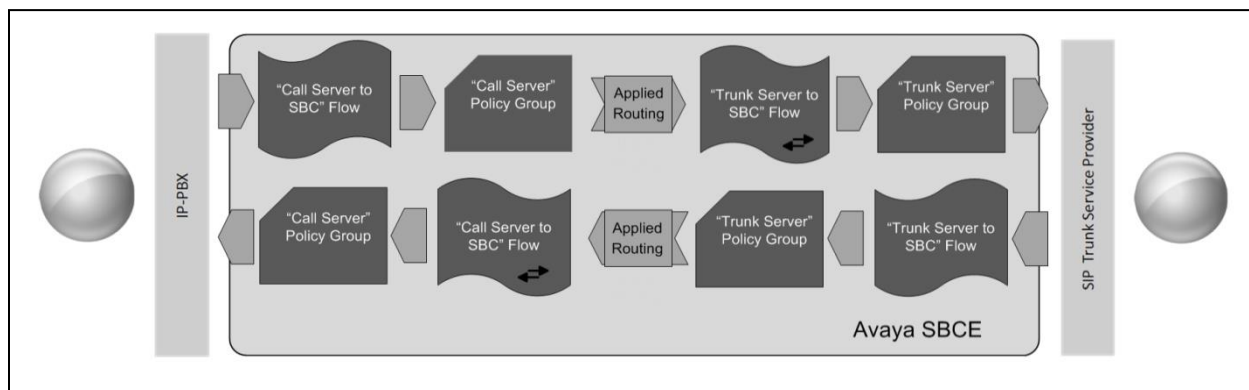 IP-PBX
"Call Server to
SBC" Flow
"Call Server"
Policy Group
Applied
Routing
"Trunk Server to
SBC" Flow
"Trunk Server"
Policy Group
"Call Server"
Policy Group
"Call Server to
SBC" Flow
Applied
Routing
"Trunk Server"
Policy Group
"Trunk Server to
SBC" Flow
Avaya SBCE
SIP Trunk Service Provider